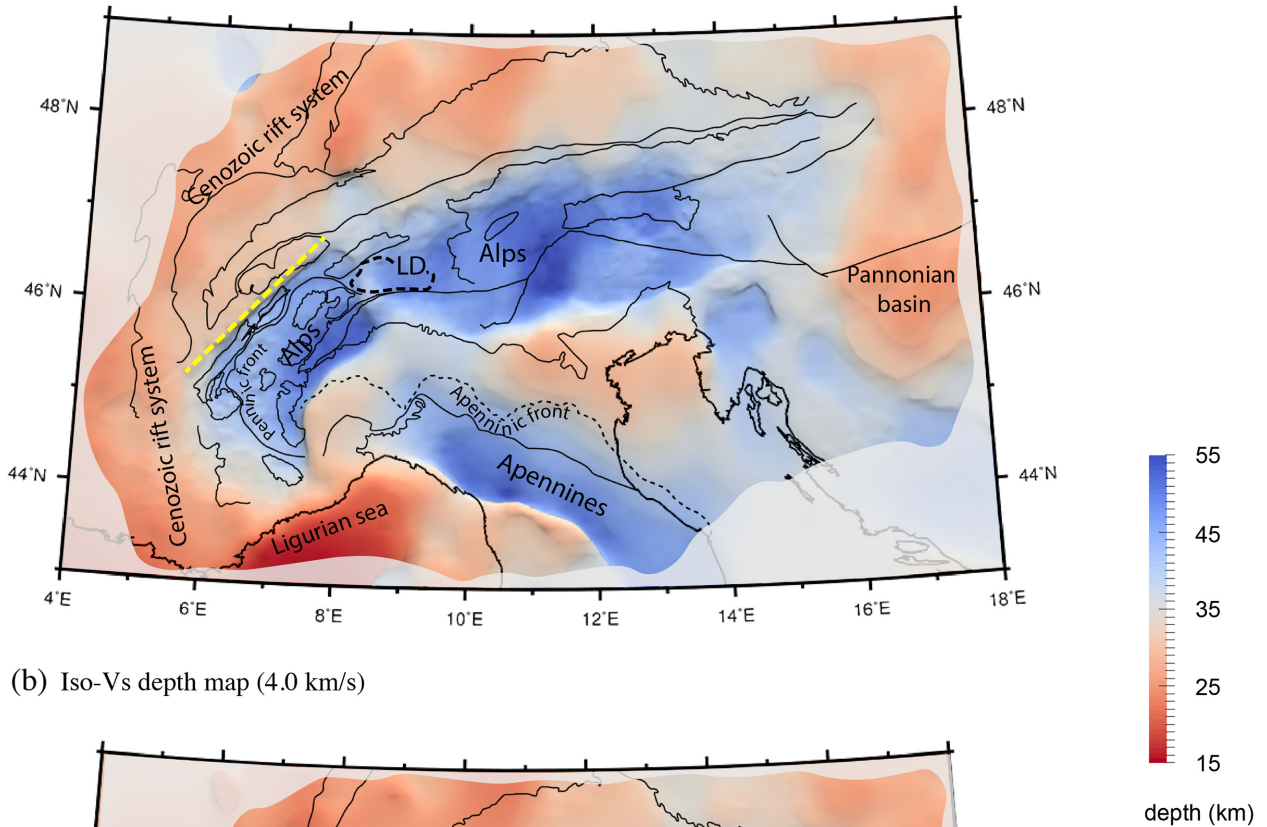 48°N
48°N
Cenozoic rift system
LD.
Alps
46°N
46°N
Pannonian
basin
Alps
Penninic front
Apenninic front
Cenozoic rift system
44°N
44°N
Apennines
Ligurian sea
4°E
6°E
8°E
10°E
12°E
14°E
16°E
18°E
55
45
35
25
15
depth (km)
(b) Iso-Vs depth map (4.0 km/s)